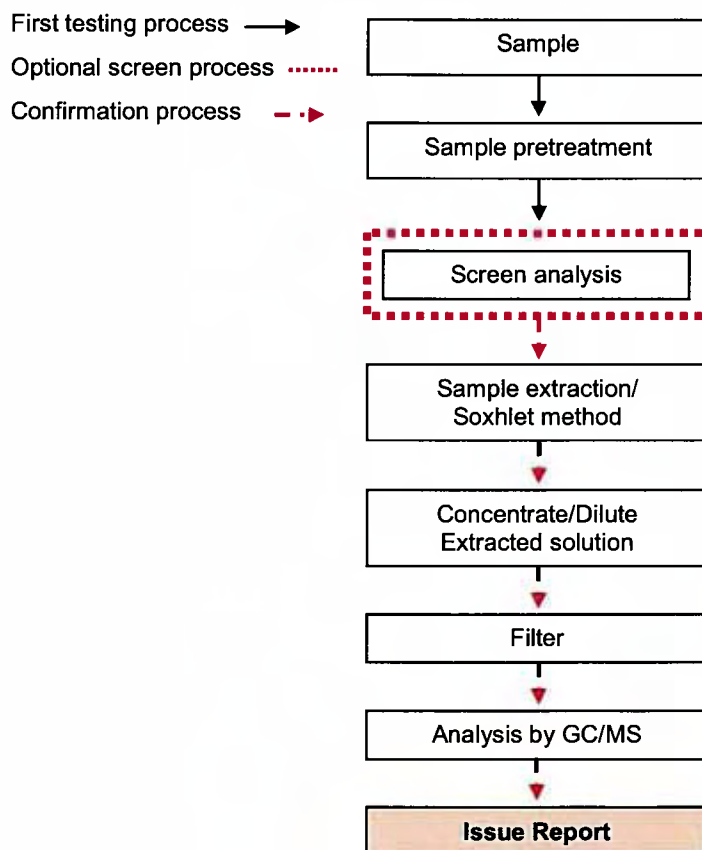 First testing process
Optional screen process
Confirmation process
Sample
Sample pretreatment
Screen analysis
Sample extraction/
Soxhlet method
Concentrate/Dilute
Extracted solution
Filter
Analysis by GC/MS
Issue Report